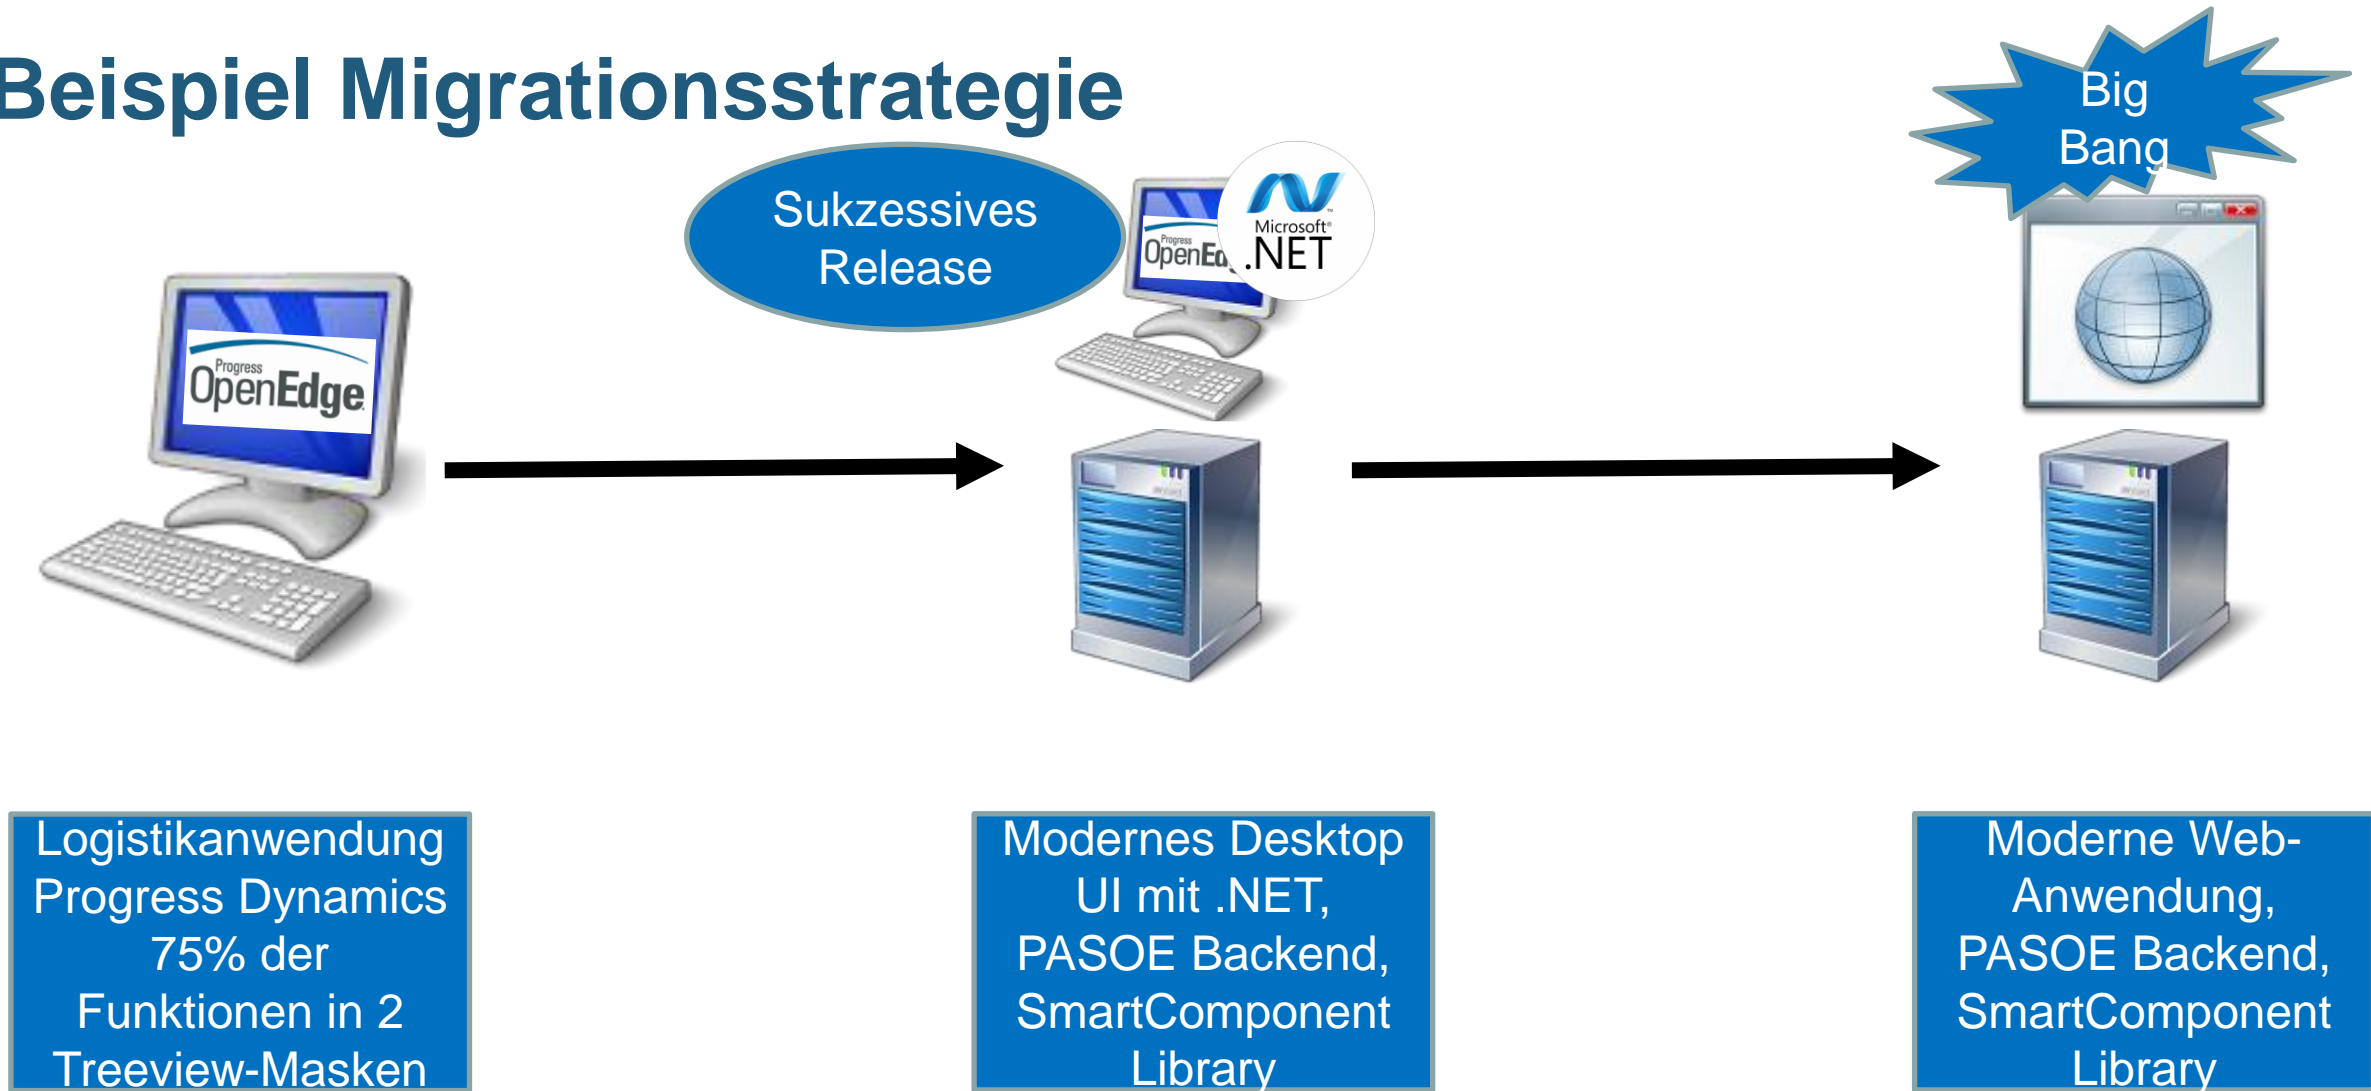 Beispiel Migrationsstrategie
Big
Bang
Sukzessives
Release
Progress
OpenEdge
Progress
OpenEd
Microsoft®
.NET
Logistikanwendung
Progress Dynamics
75% der
Funktionen in 2
Treeview-Masken
Modernes Desktop
UI mit .NET,
PASOE Backend,
SmartComponent
Library
Moderne Web-
Anwendung,
PASOE Backend,
SmartComponent
Library